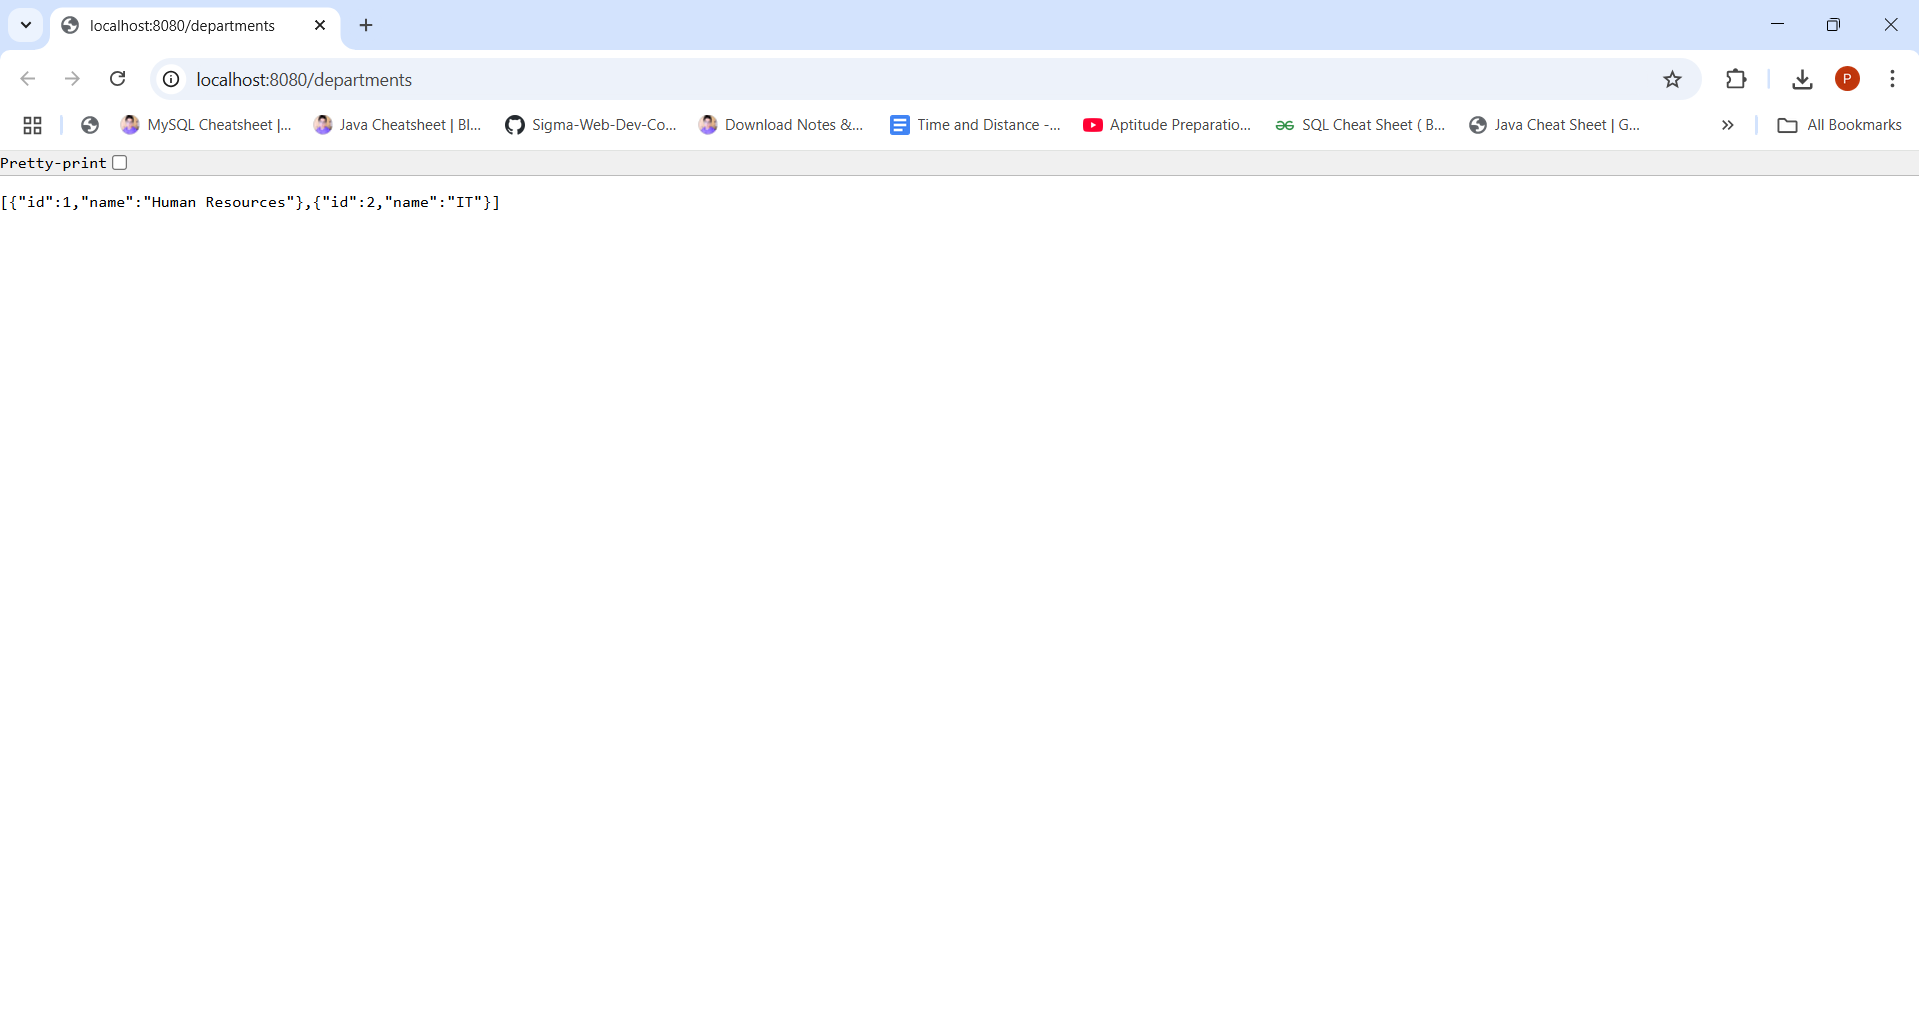 localhost:8080/departments
localhost:8080/departments
P
MySQL Cheatsheet |...
Java Cheatsheet | Bl...
Sigma-Web-Dev-Co...
Download Notes &...
Time and Distance -...
Aptitude Preparatio...
SQL Cheat Sheet ( B...
Java Cheat Sheet | G...
All Bookmarks
Pretty-print
[{"id":1,"name":"Human Resources"},{"id":2,"name":"IT"}]